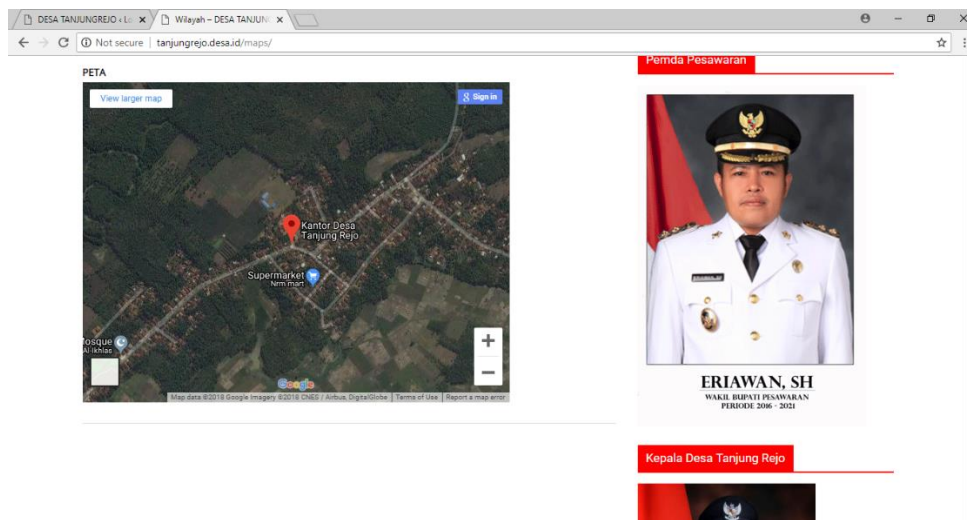 DESA TANJUNGREJO ‹ Lo
Wilayah – DESA TANJUN
Not secure | tanjungrejo.desa.id/maps/
PETA
View larger map
Sign in
Kantor Desa
Tanjung Rejo
Supermarket
Nrm mart
Mosque
Al Ikhlas
Google
Map data ©2018 Google Imagery ©2018 CNES / Airbus, DigitalGlobe
Terms of Use
Report a map error
Pemda Pesawaran
ERIAWAN, SH
ERIAWAN, SH
WAKIL BUPATI PESAWARAN
PERIODE 2016 - 2021
Kepala Desa Tanjung Rejo